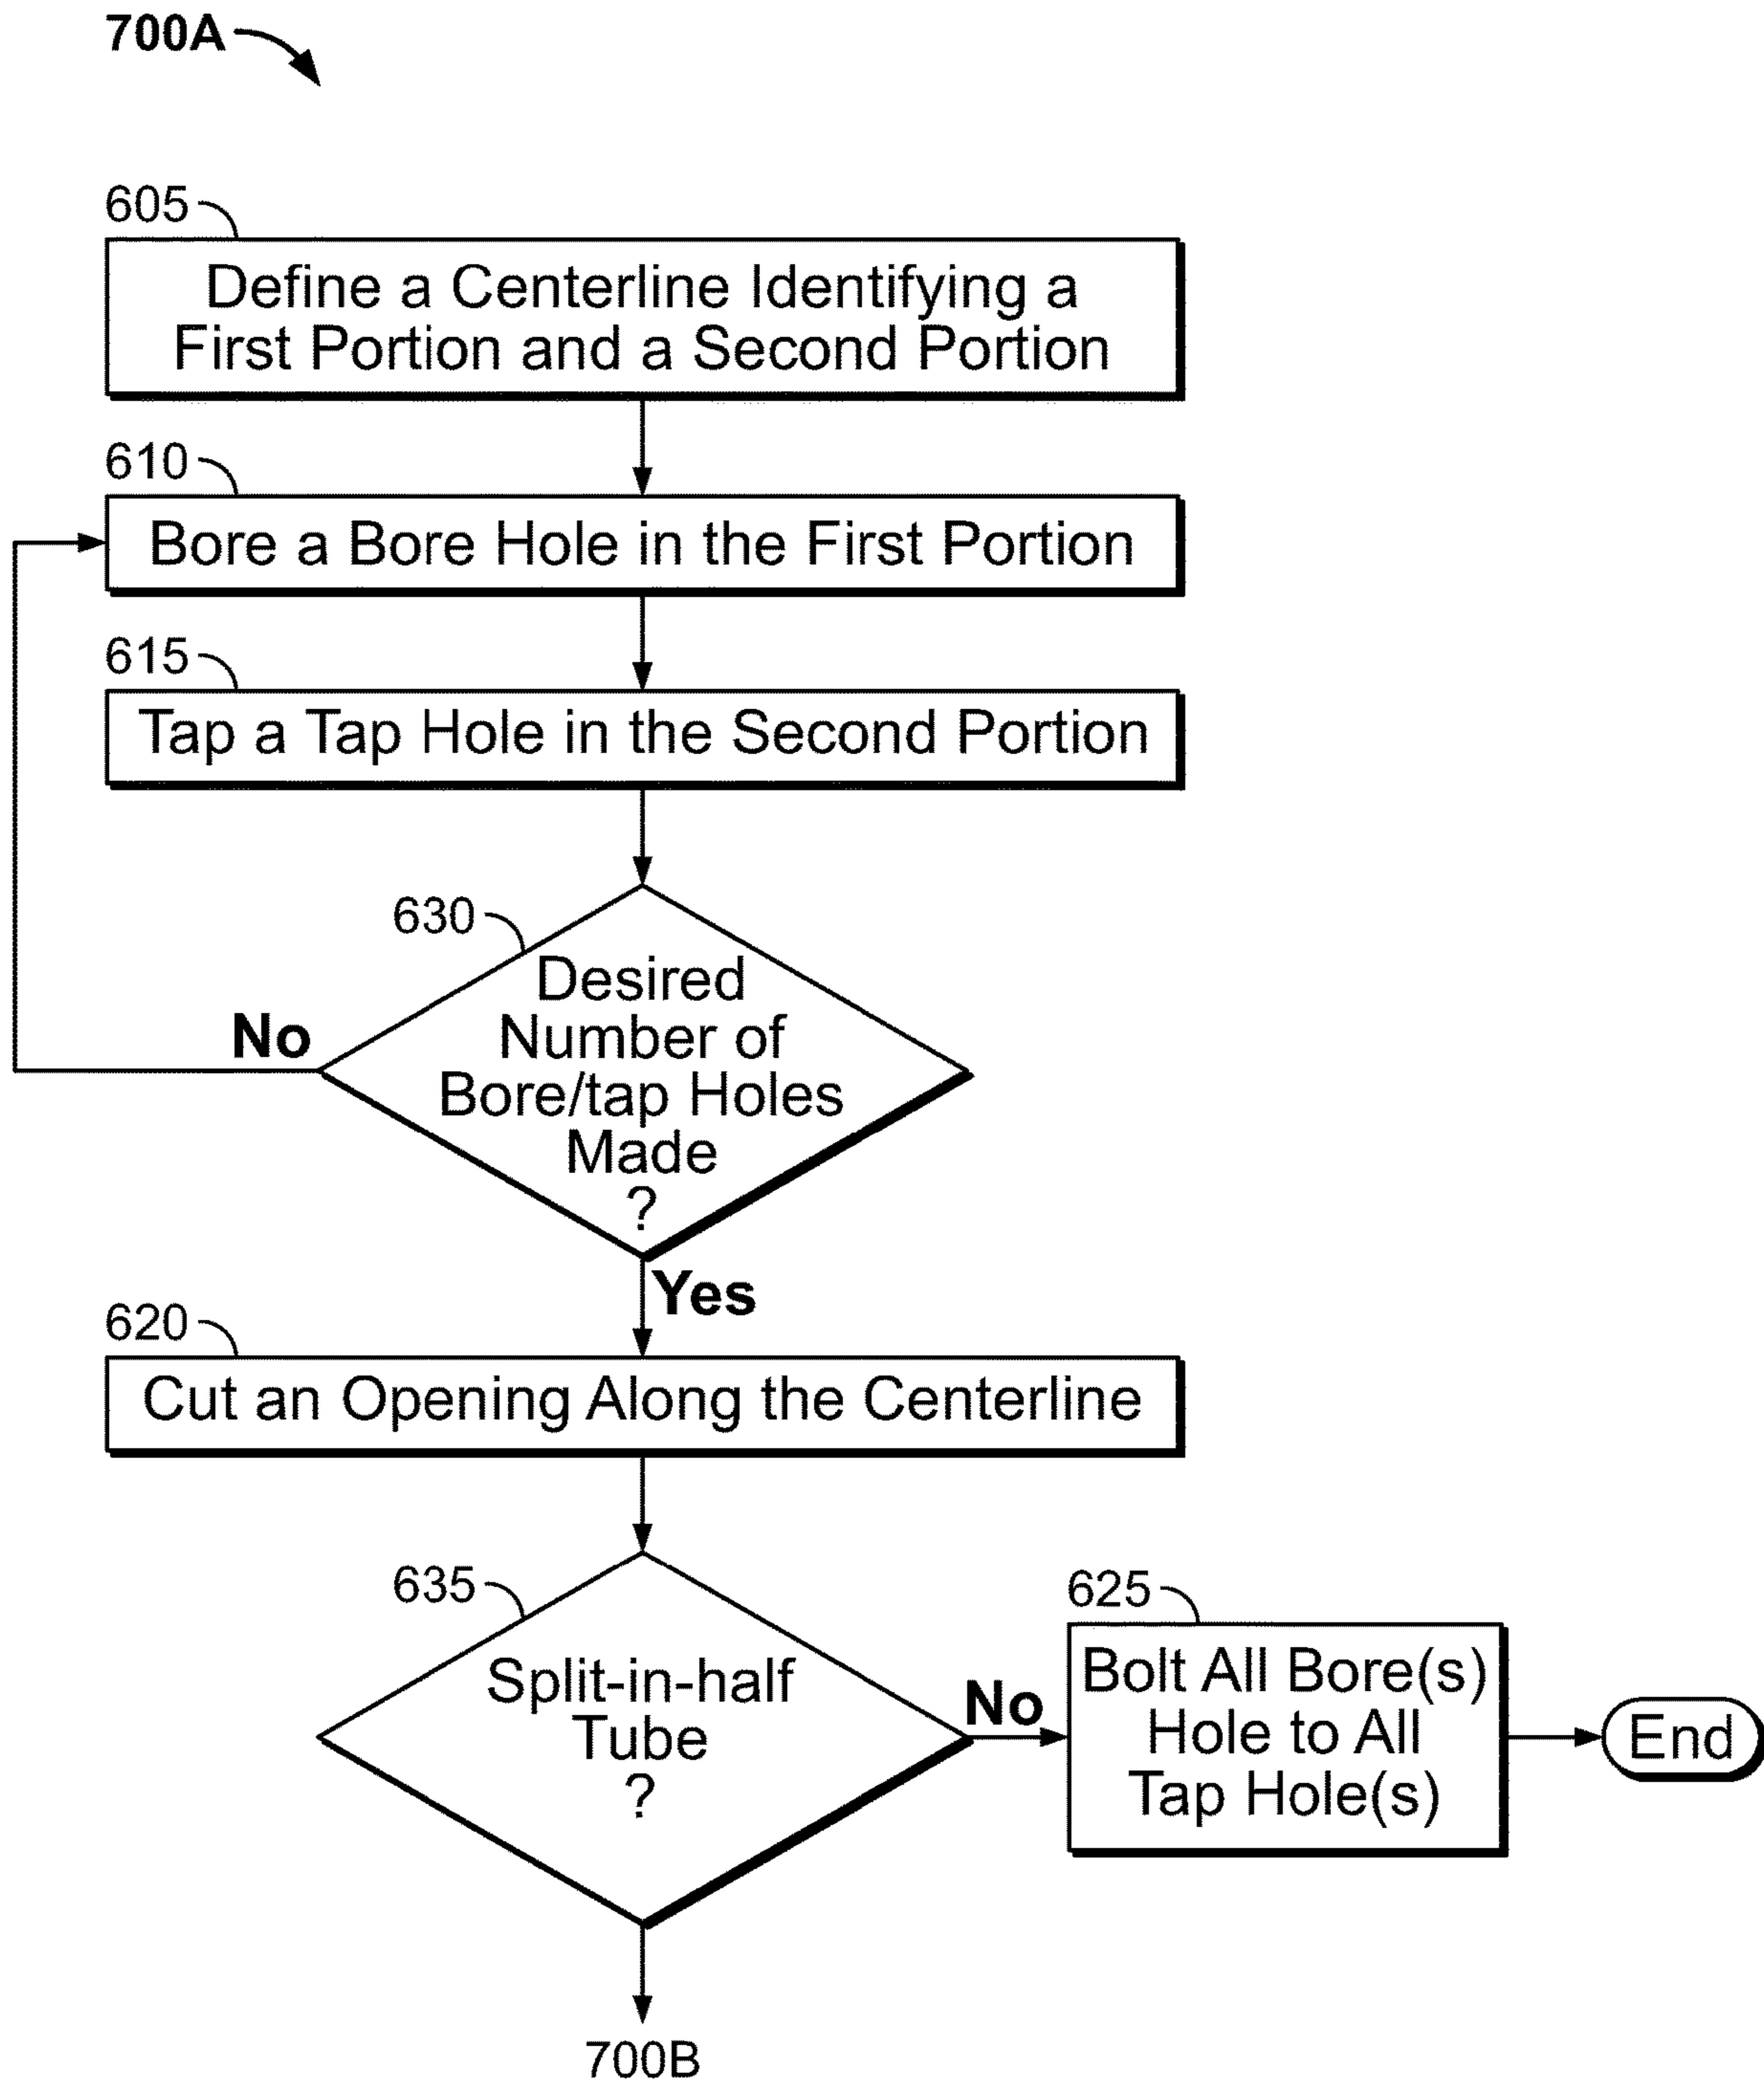 700A
605
Define a Centerline Identifying a
First Portion and a Second Portion
610
Bore a Bore Hole in the First Portion
615
Tap a Tap Hole in the Second Portion
630
Desired
Number of
Bore/tap Holes
Made
?
No
Yes
620
Cut an Opening Along the Centerline
635
Split-in-half
Tube
?
No
625
Bolt All Bore(s)
Hole to All
Tap Hole(s)
End
700B